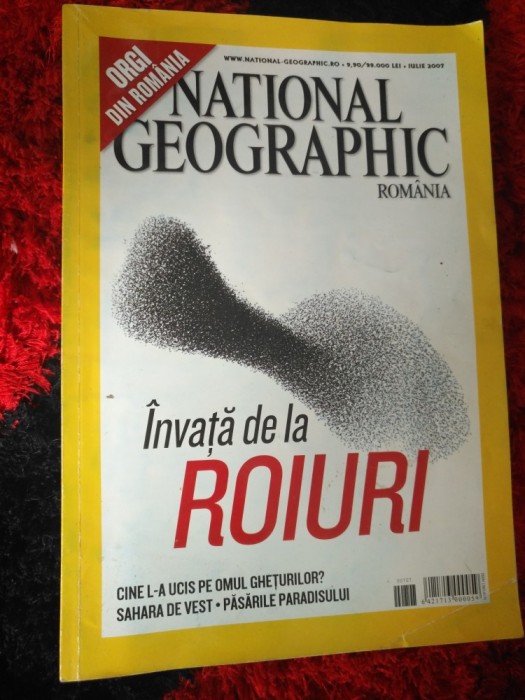 ORGI
DIN ROMÂNIA
WWW.NATIONAL-GEOGRAPHIC.RO • 9,90/99.000 LEI • IULIE 2007
NATIONAL
GEOGRAPHIC
ROMÂNIA
Învață de la
ROIURI
CINE L-A UCIS PE OMUL GHEȚURILOR?
SAHARA DE VEST • PĂSĂRILE PARADISULUI